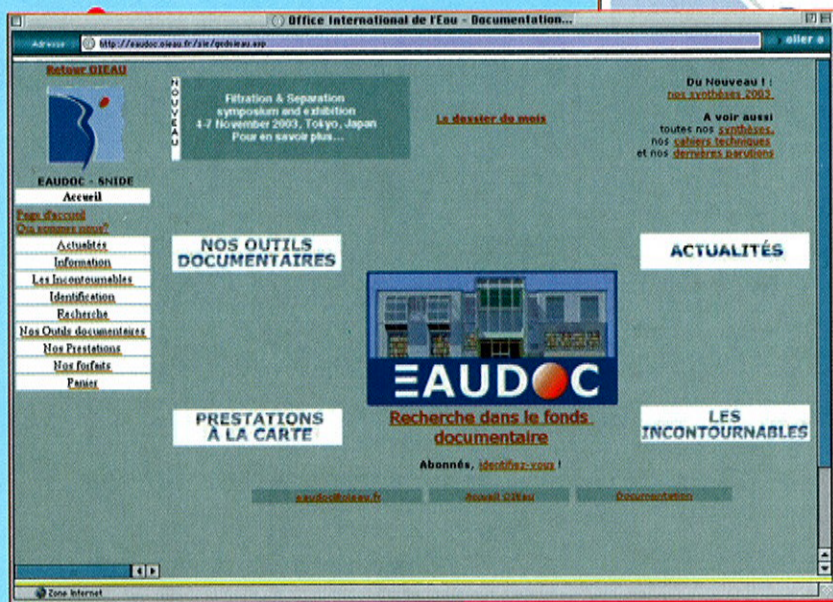 Office International de l'Eau - Documentation...
Adresse http://eaudoc.oieau.fr/sie/gedoieau.asp aller à
Retour OIEAU
EAUDOC - SNIDE
Accueil
Page d'accueil
Qui sommes nous?
Actualités
Information
Les Incontournables
Identification
Recherche
Nos Outils documentaires
Nos Prestations
Nos forfaits
Panier
NOUVEAU
Filtration & Separation
symposium and exhibition
4-7 November 2003, Tokyo, Japan
Pour en savoir plus...
Le dossier du mois
Du Nouveau ! :
nos synthèses 2003
A voir aussi
toutes nos synthèses,
nos cahiers techniques
et nos dernières parutions
NOS OUTILS
DOCUMENTAIRES
ACTUALITÉS
EAUDOC
PRESTATIONS
À LA CARTE
Recherche dans le fonds
documentaire
LES
INCONTOURNABLES
Abonnés, identifiez-vous !
eaudoc@oieau.fr
Accueil OIEau
Documentation
Zone Internet